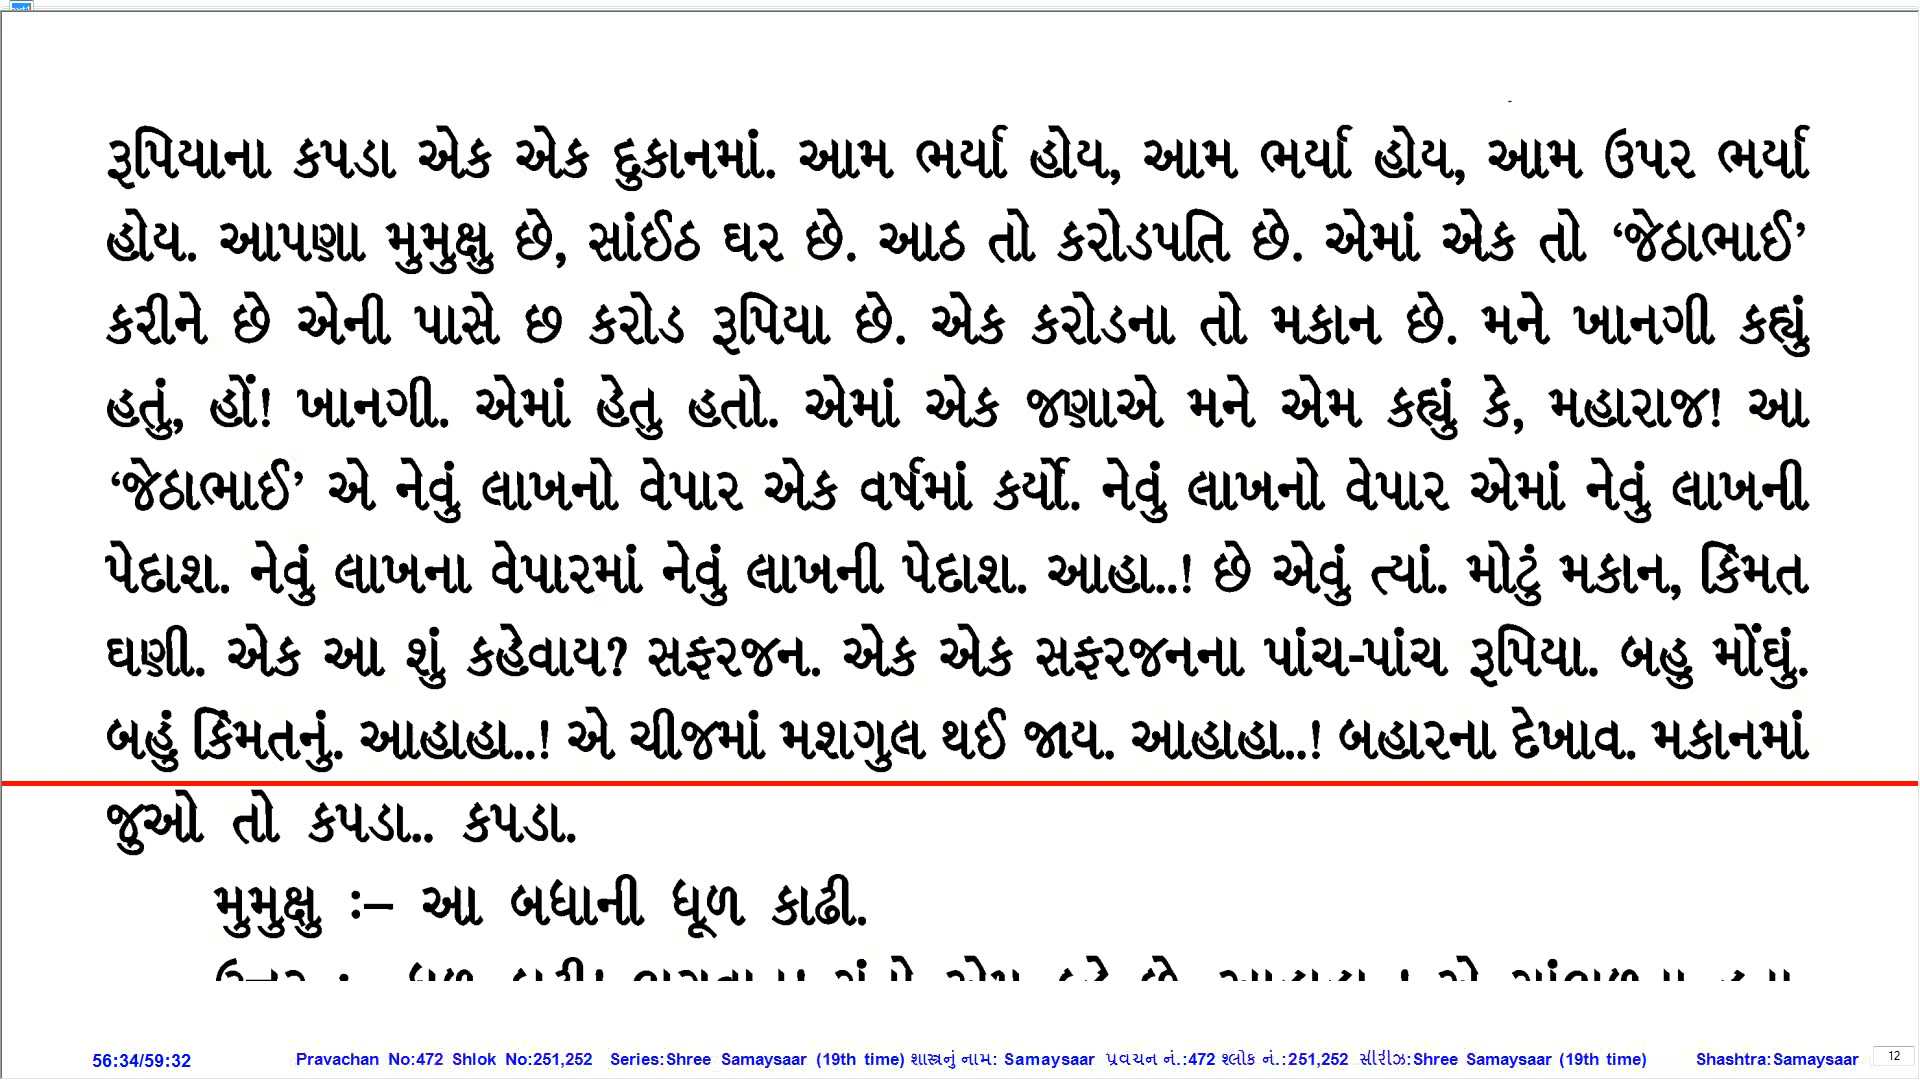 રૂપિયાના કપડા એક એક દુકાનમાં. આમ ભર્યા હોય, આમ ભર્યા હોય, આમ ઉપર ભર્યા
હોય. આપણા મુમુક્ષુ છે, સાંઈઠ ઘર છે. આઠ તો કરોડપતિ છે. એમાં એક તો ‘જેઠાભાઈ’
કરીને છે એની પાસે છ કરોડ રૂપિયા છે. એક કરોડના તો મકાન છે. મને ખાનગી કહ્યું
હતું, હોં! ખાનગી. એમાં હેતુ હતો. એમાં એક જણાએ મને એમ કહ્યું કે, મહારાજ! આ
‘જેઠાભાઈ’ એ નેવું લાખનો વેપાર એક વર્ષમાં કર્યો. નેવું લાખનો વેપાર એમાં નેવું લાખની
પેદાશ. નેવું લાખના વેપારમાં નેવું લાખની પેદાશ. આહા..! છે એવું ત્યાં. મોટું મકાન, કિંમત
ઘણી. એક આ શું કહેવાય? સફરજન. એક એક સફરજનના પાંચ-પાંચ રૂપિયા. બહુ મોંઘું.
બહું કિંમતનું. આહાહા..! એ ચીજમાં મશગુલ થઈ જાય. આહાહા..! બહારના દેખાવ. મકાનમાં
જુઓ તો કપડા.. કપડા.
મુમુક્ષુ :– આ બધાની ધૂળ કાઢી.
56:34/59:32 Pravachan No:472 Shlok No:251,252 Series:Shree Samaysaar (19th time) શાસ્ત્રનું નામ: Samaysaar પ્રવચન નં.:472 શ્લોક નં.:251,252 સીરીઝ:Shree Samaysaar (19th time) Shashtra:Samaysaar 12